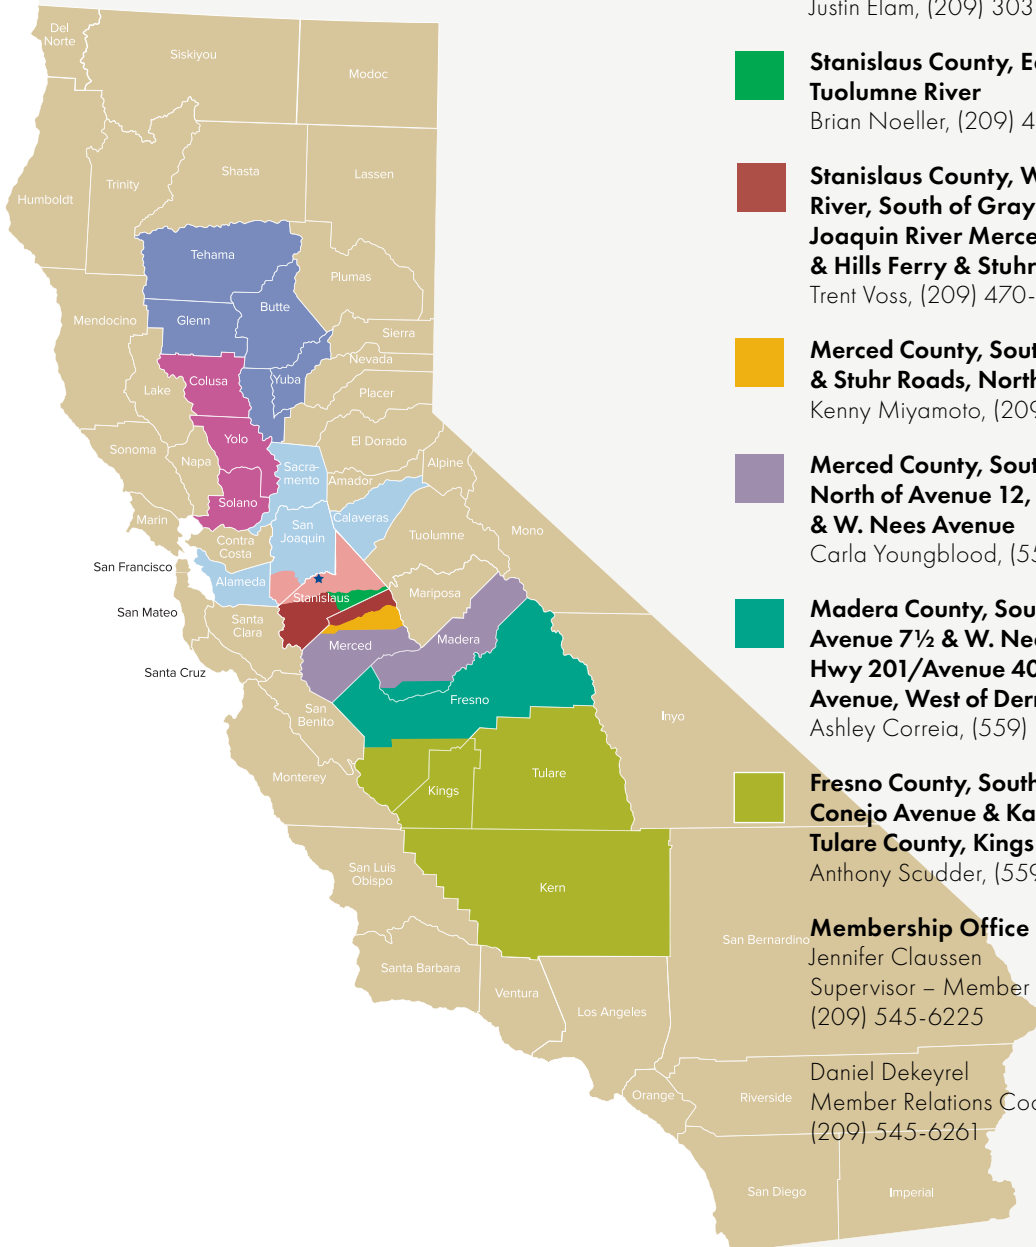 Del
Norte
Siskiyou
Modoc
Humboldt
Trinity
Shasta
Lassen
Tehama
Plumas
Mendocino
Glenn
Butte
Sierra
Nevada
Lake
Colusa
Yuba
Placer
Sonoma
Napa
Yolo
El Dorado
Sacra-
mento
Amador
Alpine
Marin
Solano
Contra
Costa
San
Joaquin
Calaveras
Tuolumne
Mono
San Francisco
Alameda
Stanislaus
Mariposa
San Mateo
Santa
Clara
Merced
Madera
Santa Cruz
San
Benito
Fresno
Inyo
Monterey
Kings
Tulare
San Luis
Obispo
Kern
San Bernardino
Santa Barbara
Ventura
Los Angeles
Orange
Riverside
San Diego
Imperial
Justin Elam, (209) 303
Stanislaus County, Ea
Tuolumne River
Brian Noeller, (209) 4
Stanislaus County, W
River, South of Gray
Joaquin River Merce
& Hills Ferry & Stuhr
Trent Voss, (209) 470-
Merced County, Sout
& Stuhr Roads, North
Kenny Miyamoto, (209
Merced County, Sout
North of Avenue 12,
& W. Nees Avenue
Carla Youngblood, (55
Madera County, Sou
Avenue 7½ & W. Nee
Hwy 201/Avenue 40
Avenue, West of Derr
Ashley Correia, (559)
Fresno County, South
Conejo Avenue & Ka
Tulare County, Kings
Anthony Scudder, (559
Membership Office
Jennifer Claussen
Supervisor – Member
(209) 545-6225
Daniel Dekeyrel
Member Relations Coo
(209) 545-6261